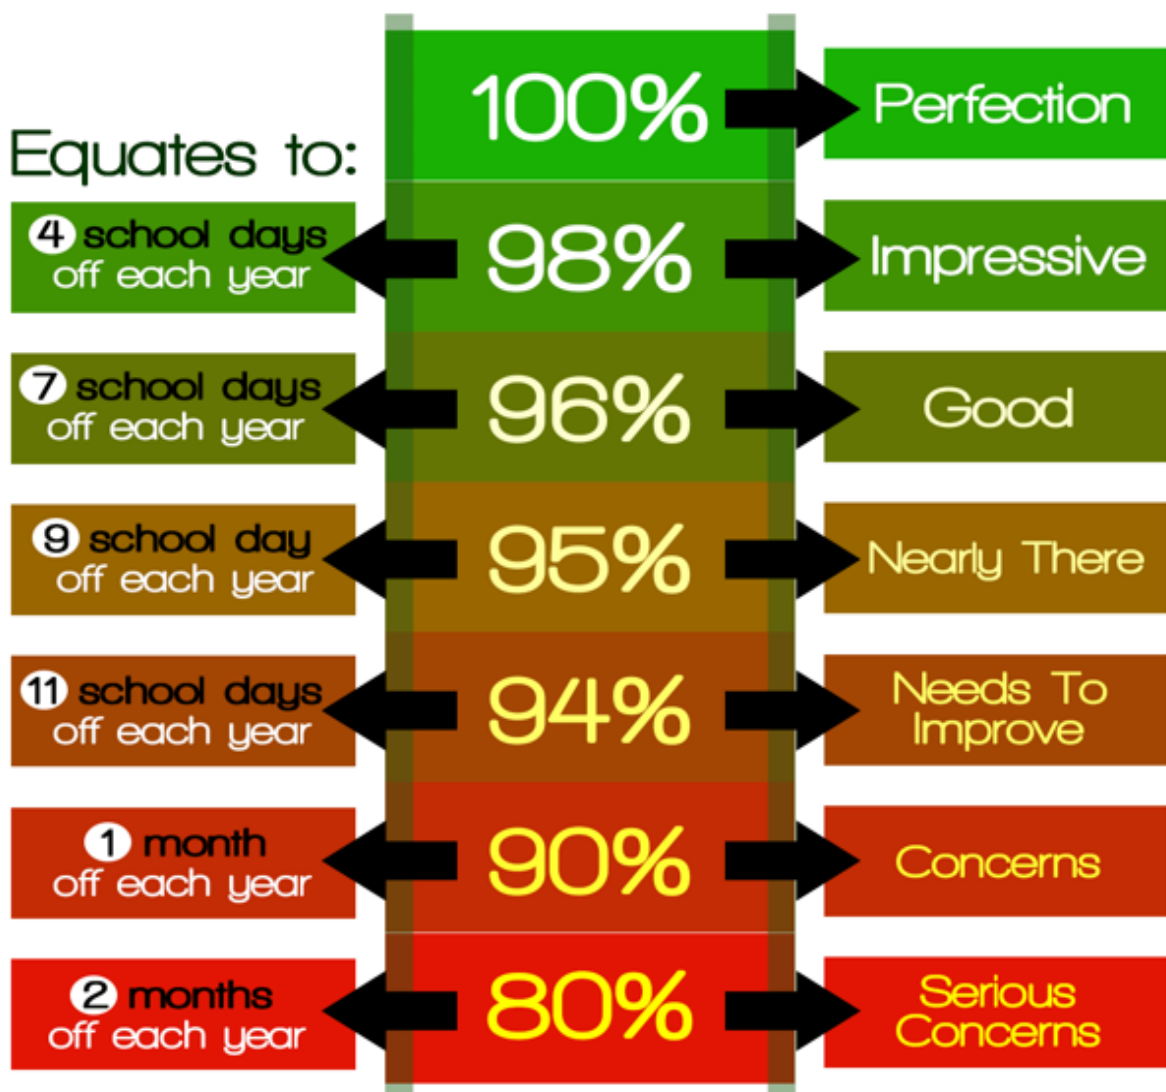 100%
Perfection
Equates to:
4 school days
off each year
98%
Impressive
7 school days
off each year
96%
Good
9 school day
off each year
95%
Nearly There
11 school days
off each year
94%
Needs To
Improve
1 month
off each year
90%
Concerns
2 months
off each year
80%
Serious
Concerns